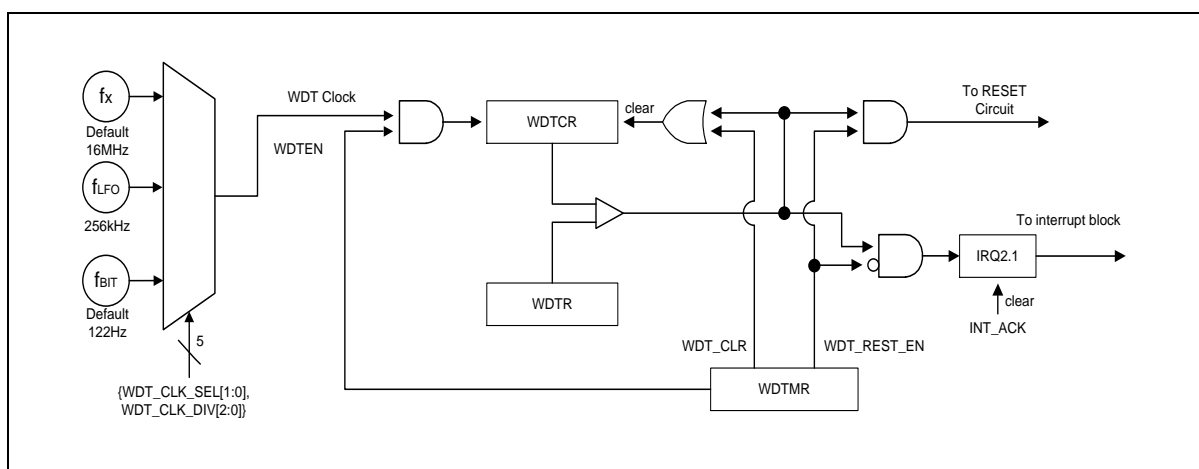 fx
Default
16MHz
fLFO
256kHz
fBIT
Default
122Hz
5
{WDT_CLK_SEL[1:0],
WDT_CLK_DIV[2:0]}
WDT Clock
WDTEN
WDTCR
clear
WDTR
WDT_CLR
WDT_REST_EN
WDTMR
To RESET
Circuit
To interrupt block
IRQ2.1
clear
INT_ACK